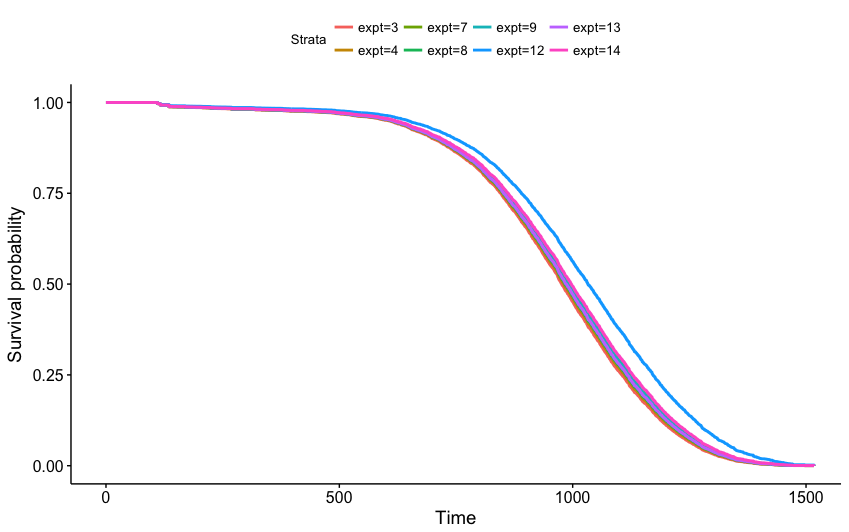 Strata
expt=3 expt=7 expt=9 expt=13
expt=4 expt=8 expt=12 expt=14
Survival probability
1.00
0.75
0.50
0.25
0.00
0 500 1000 1500
Time